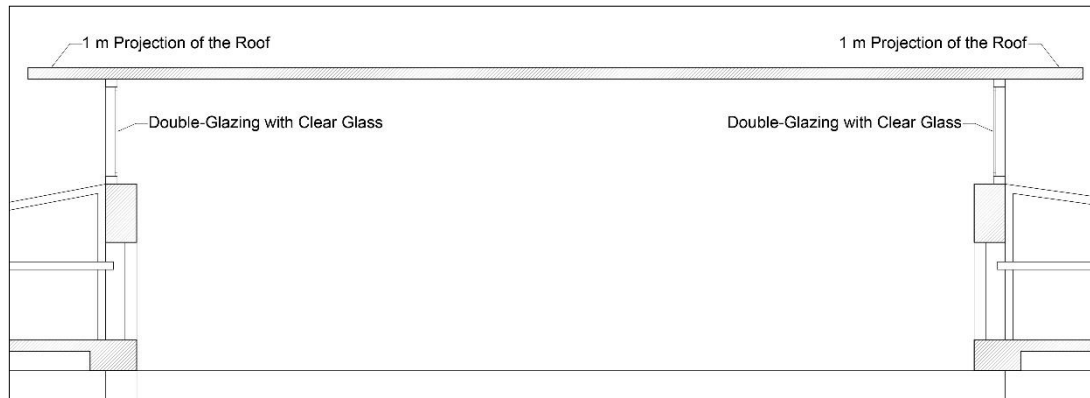 1 m Projection of the Roof
1 m Projection of the Roof
Double-Glazing with Clear Glass
Double-Glazing with Clear Glass